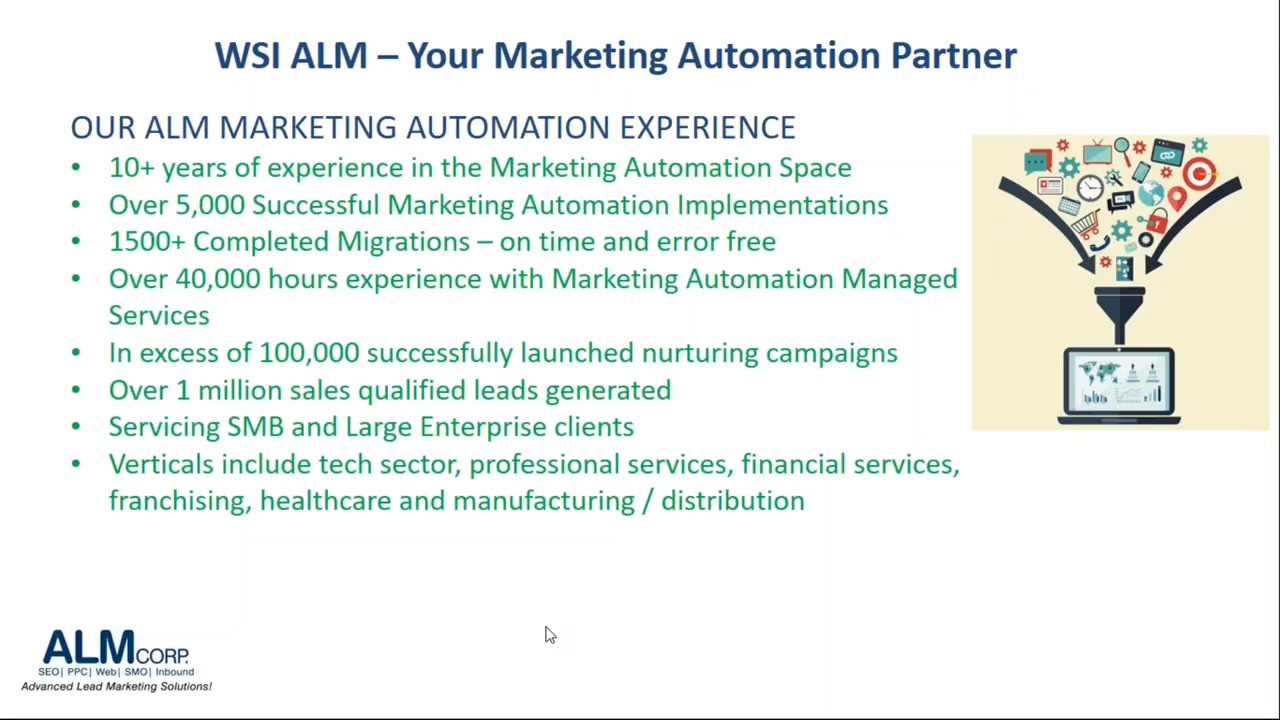 WSI ALM – Your Marketing Automation Partner
OUR ALM MARKETING AUTOMATION EXPERIENCE
• 10+ years of experience in the Marketing Automation Space
• Over 5,000 Successful Marketing Automation Implementations
• 1500+ Completed Migrations – on time and error free
• Over 40,000 hours experience with Marketing Automation Managed
Services
• In excess of 100,000 successfully launched nurturing campaigns
• Over 1 million sales qualified leads generated
• Servicing SMB and Large Enterprise clients
• Verticals include tech sector, professional services, financial services,
franchising, healthcare and manufacturing / distribution
ALM CORP.
SEO| PPC| Web| SMO| Inbound
Advanced Lead Marketing Solutions!